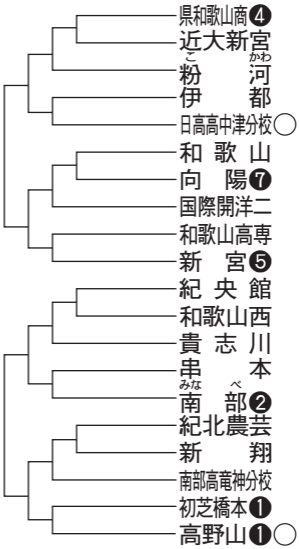 県和歌山商❹
近大新宮
粉河
こかわ
伊都
日高高中津分校○
和歌山
向陽❼
国際開洋二
和歌山高専
新宮❺
紀央館
和歌山西
貴志川
串本
南部❷
みなべ
紀北農芸
新翔
南部高竜神分校
初芝橋本❶
高野山❶○